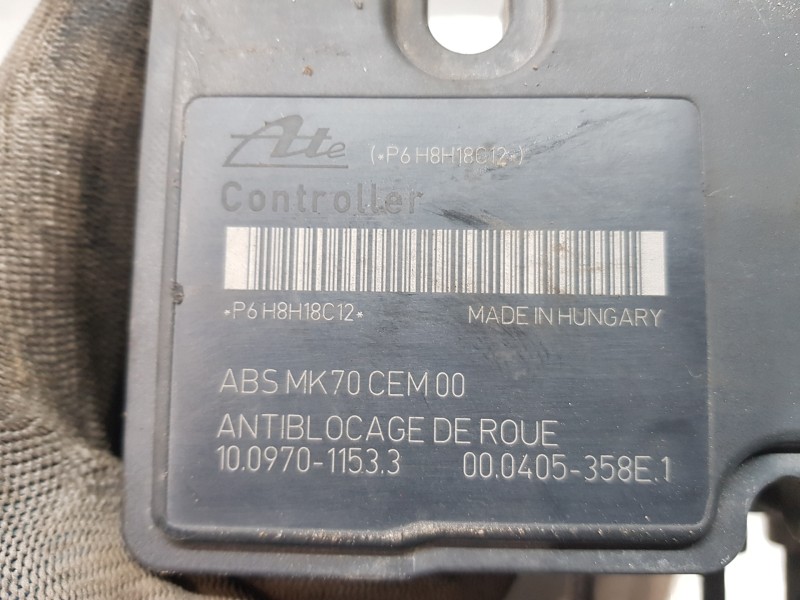 Ate (*P6 H8H18C12*)
Controller
*P6 H8H18C12* MADE IN HUNGARY
ABS MK70 CEM 00
ANTIBLOCAGE DE ROUE
10.0970-1153.3 00.0405-358E.1